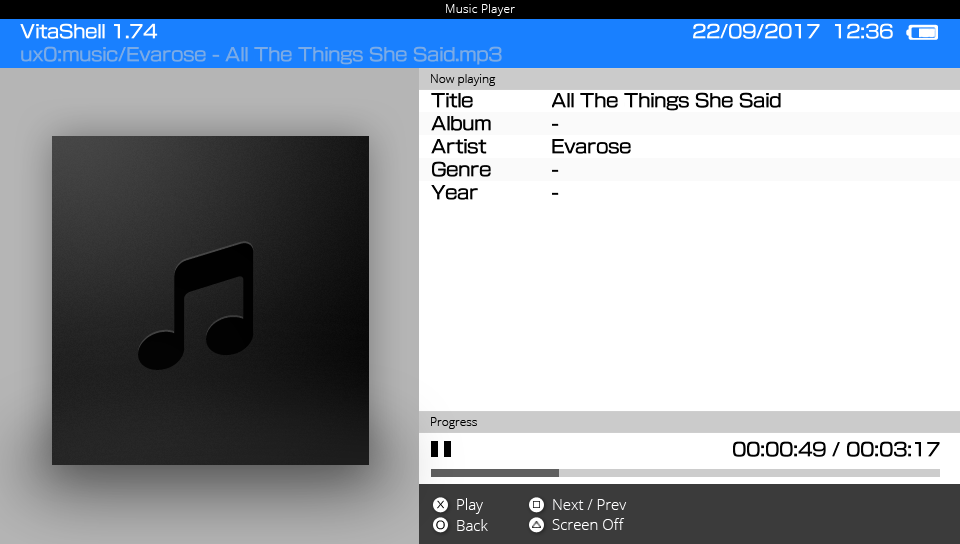 Music Player
VitaShell 1.74 22/09/2017 12:36
ux0:music/Evarose - All The Things She Said.mp3
Now playing
Title All The Things She Said
Album -
Artist Evarose
Genre -
Year -
Progress
00:00:49 / 00:03:17
Play Next / Prev
Back Screen Off